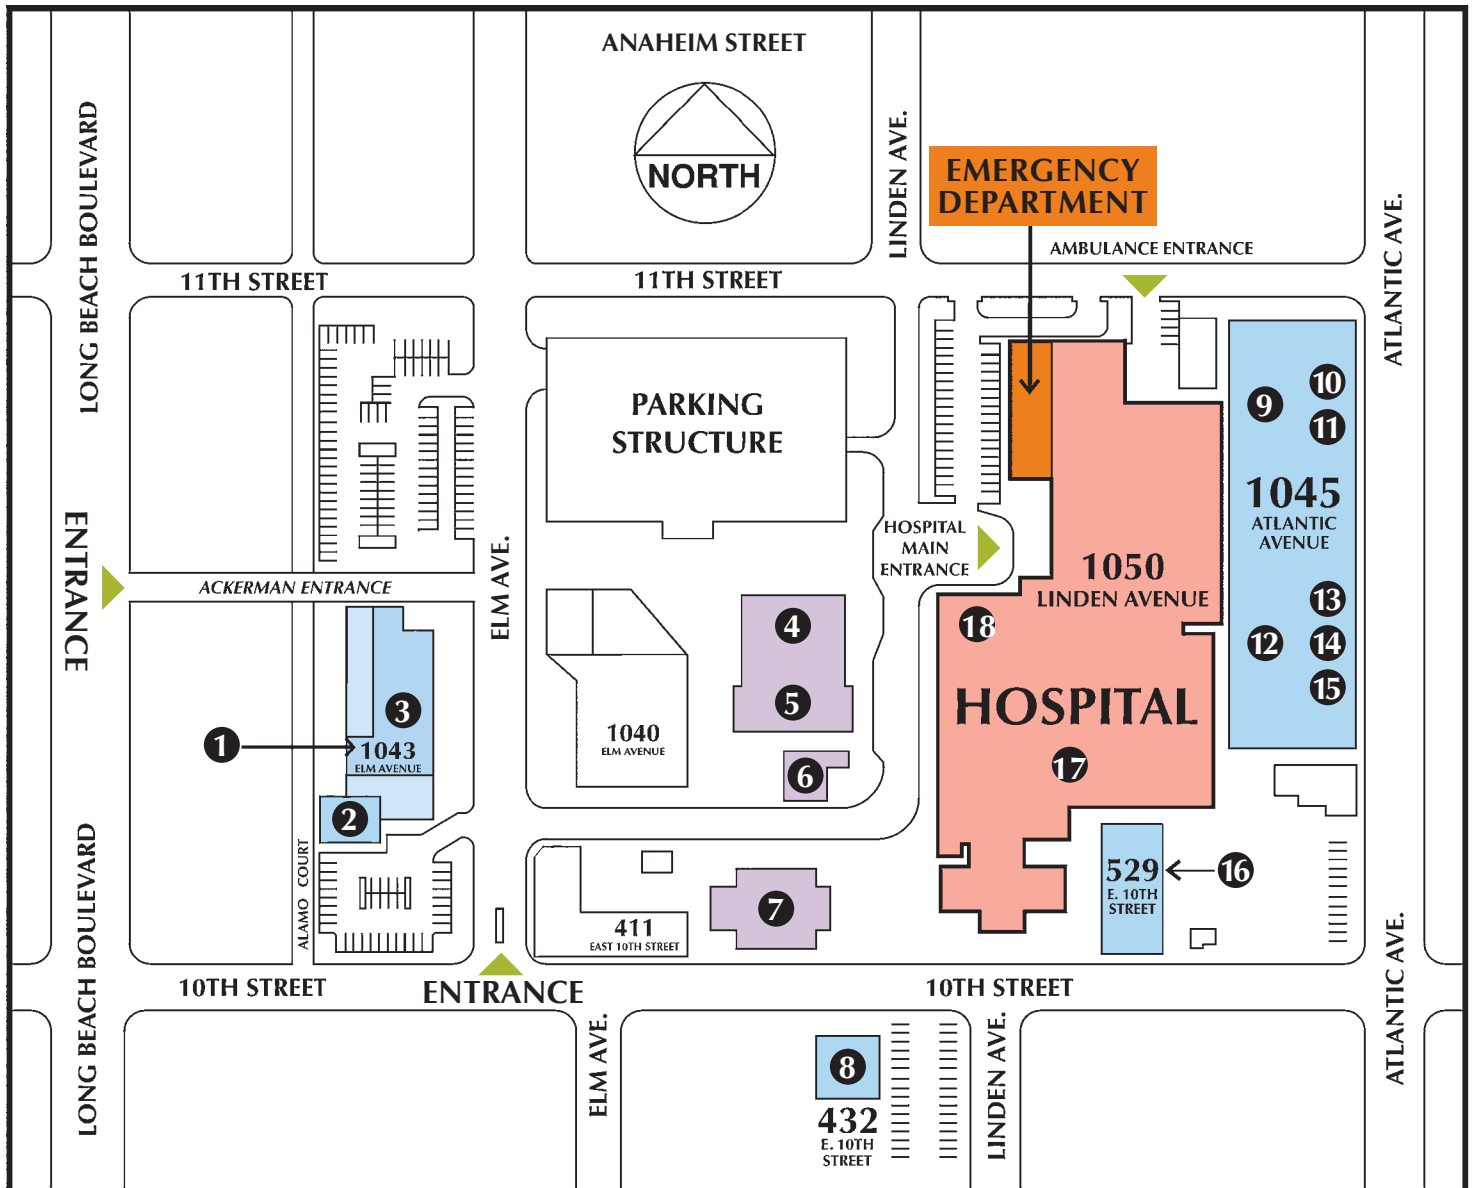 ANAHEIM STREET
NORTH
LONG BEACH BOULEVARD
LINDEN AVE.
EMERGENCY
DEPARTMENT
AMBULANCE ENTRANCE
ATLANTIC AVE.
11TH STREET
11TH STREET
PARKING
STRUCTURE
9
10
11
1045
ATLANTIC
AVENUE
ENTRANCE
ACKERMAN ENTRANCE
ELM AVE.
HOSPITAL
MAIN
ENTRANCE
1050
LINDEN AVENUE
13
12
14
15
4
18
5
3
HOSPITAL
1
1043
ELM AVENUE
1040
ELM AVENUE
6
17
2
ALAMO COURT
LONG BEACH BOULEVARD
7
411
EAST 10TH STREET
529
E. 10TH
STREET
16
ATLANTIC AVE.
10TH STREET
ENTRANCE
10TH STREET
ELM AVE.
8
432
E. 10TH
STREET
LINDEN AVE.